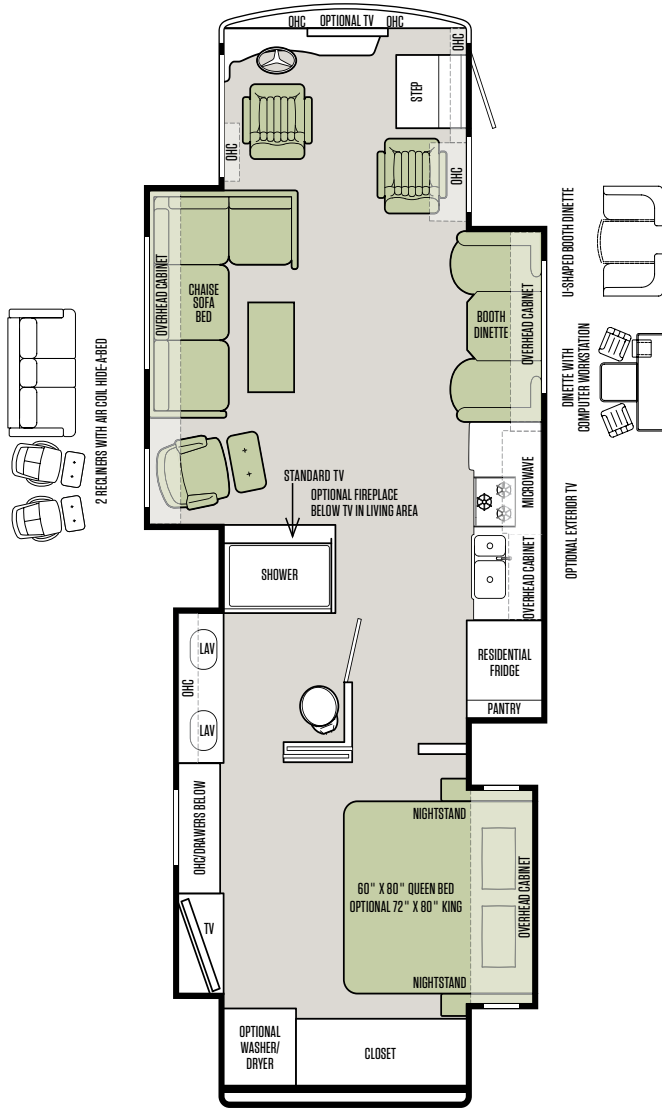 OHC
OPTIONAL TV
OHC
OHC
STEP
OHC
OHC
OVERHEAD CABINET
CHAISE
SOFA
BED
BOOTH
DINETTE
OVERHEAD CABINET
U-SHAPED BOOTH DINETTE
DINETTE WITH
COMPUTER WORKSTATION
2 RECLINERS WITH AIR COIL HIDE-A-BED
STANDARD TV
OPTIONAL FIREPLACE
BELOW TV IN LIVING AREA
MICROWAVE
OVERHEAD CABINET
OPTIONAL EXTERIOR TV
SHOWER
LAV
OHC
LAV
RESIDENTIAL
FRIDGE
PANTRY
OHC/DRAWERS BELOW
TV
NIGHTSTAND
60" X 80" QUEEN BED
OPTIONAL 72" X 80" KING
OVERHEAD CABINET
NIGHTSTAND
OPTIONAL
WASHER/
DRYER
CLOSET